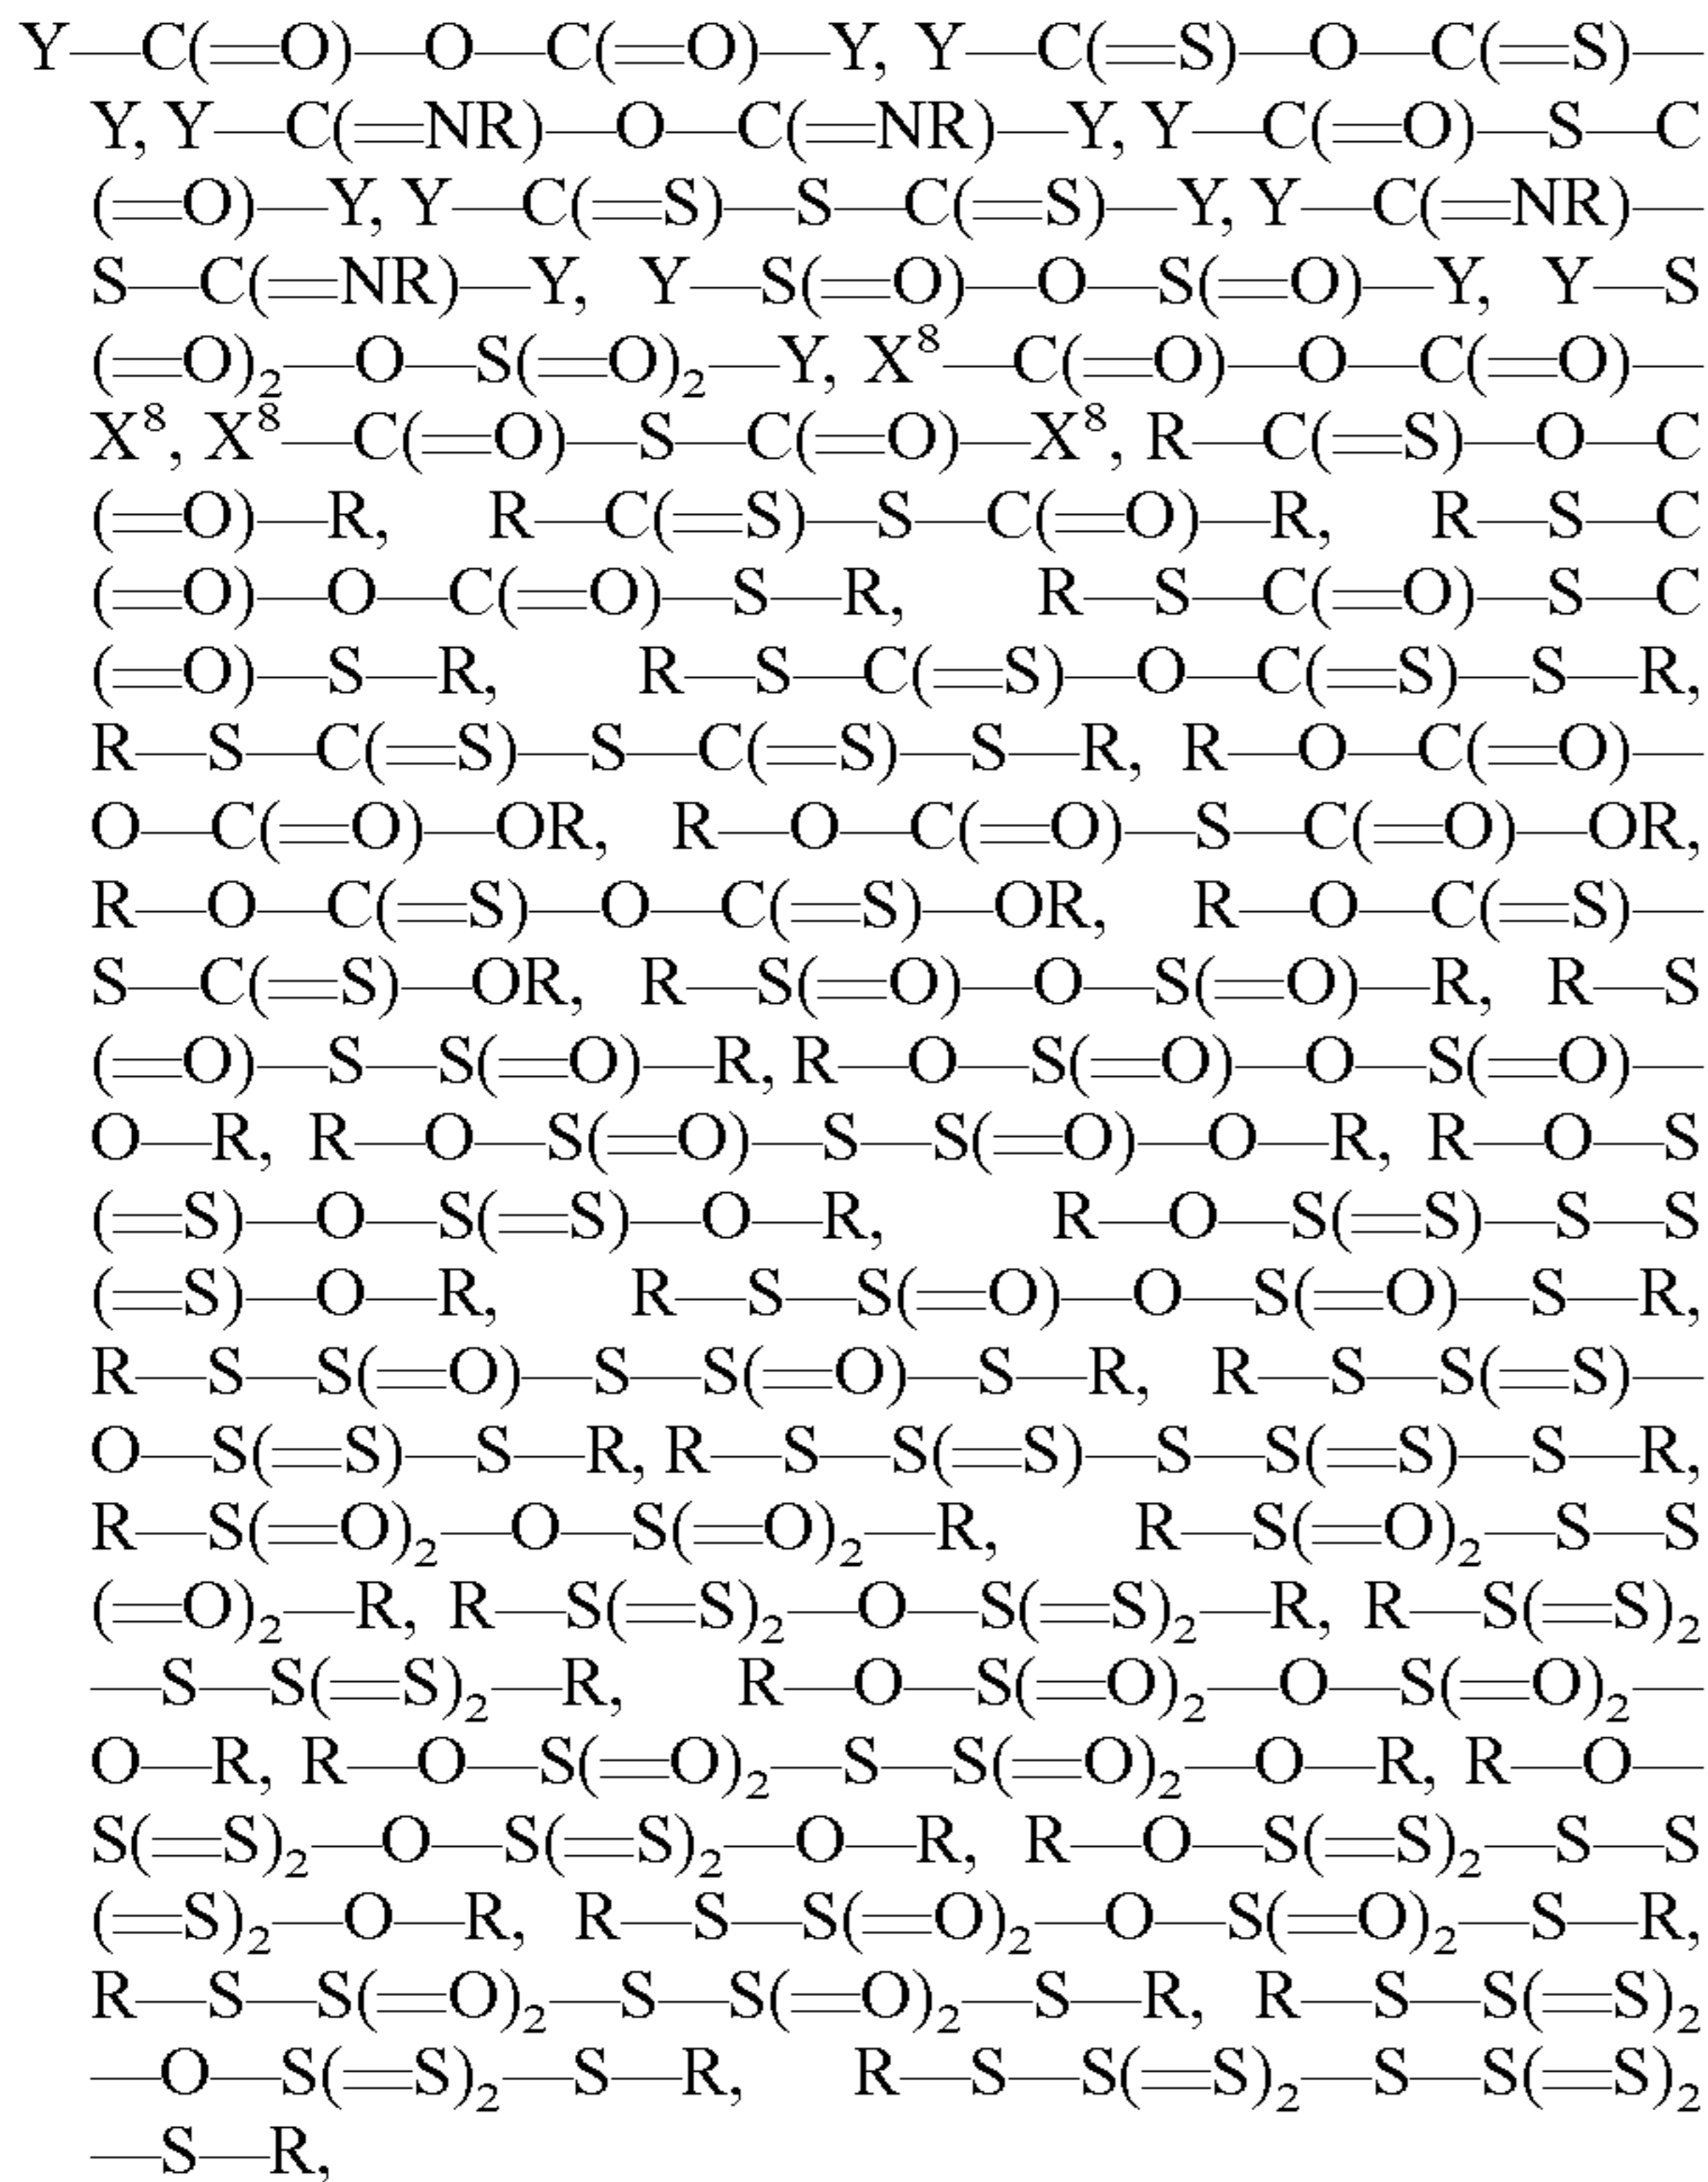 Y—C(═O)—O—C(═O)—Y, Y—C(═S)—O—C(═S)—
Y, Y—C(═NR)—O—C(═NR)—Y, Y—C(═O)—S—C
(═O)—Y, Y—C(═S)—S—C(═S)—Y, Y—C(═NR)—
S—C(═NR)—Y, Y—S(═O)—O—S(═O)—Y, Y—S
(═O)₂—O—S(═O)₂—Y, X⁸—C(═O)—O—C(═O)—
X⁸, X⁸—C(═O)—S—C(═O)—X⁸, R—C(═S)—O—C
(═O)—R, R—C(═S)—S—C(═O)—R, R—S—C
(═O)—O—C(═O)—S—R, R—S—C(═O)—S—C
(═O)—S—R, R—S—C(═S)—O—C(═S)—S—R,
R—S—C(═S)—S—C(═S)—S—R, R—O—C(═O)—
O—C(═O)—OR, R—O—C(═O)—S—C(═O)—OR,
R—O—C(═S)—O—C(═S)—OR, R—O—C(═S)—
S—C(═S)—OR, R—S(═O)—O—S(═O)—R, R—S
(═O)—S—S(═O)—R, R—O—S(═O)—O—S(═O)—
O—R, R—O—S(═O)—S—S(═O)—O—R, R—O—S
(═S)—O—S(═S)—O—R, R—O—S(═S)—S—S
(═S)—O—R, R—S—S(═O)—O—S(═O)—S—R,
R—S—S(═O)—S—S(═O)—S—R, R—S—S(═S)—
O—S(═S)—S—R, R—S—S(═S)—S—S(═S)—S—R,
R—S(═O)₂—O—S(═O)₂—R, R—S(═O)₂—S—S
(═O)₂—R, R—S(═S)₂—O—S(═S)₂—R, R—S(═S)₂
—S—S(═S)₂—R, R—O—S(═O)₂—O—S(═O)₂—
O—R, R—O—S(═O)₂—S—S(═O)₂—O—R, R—O—
S(═S)₂—O—S(═S)₂—O—R, R—O—S(═S)₂—S—S
(═S)₂—O—R, R—S—S(═O)₂—O—S(═O)₂—S—R,
R—S—S(═O)₂—S—S(═O)₂—S—R, R—S—S(═S)₂
—O—S(═S)₂—S—R, R—S—S(═S)₂—S—S(═S)₂
—S—R,